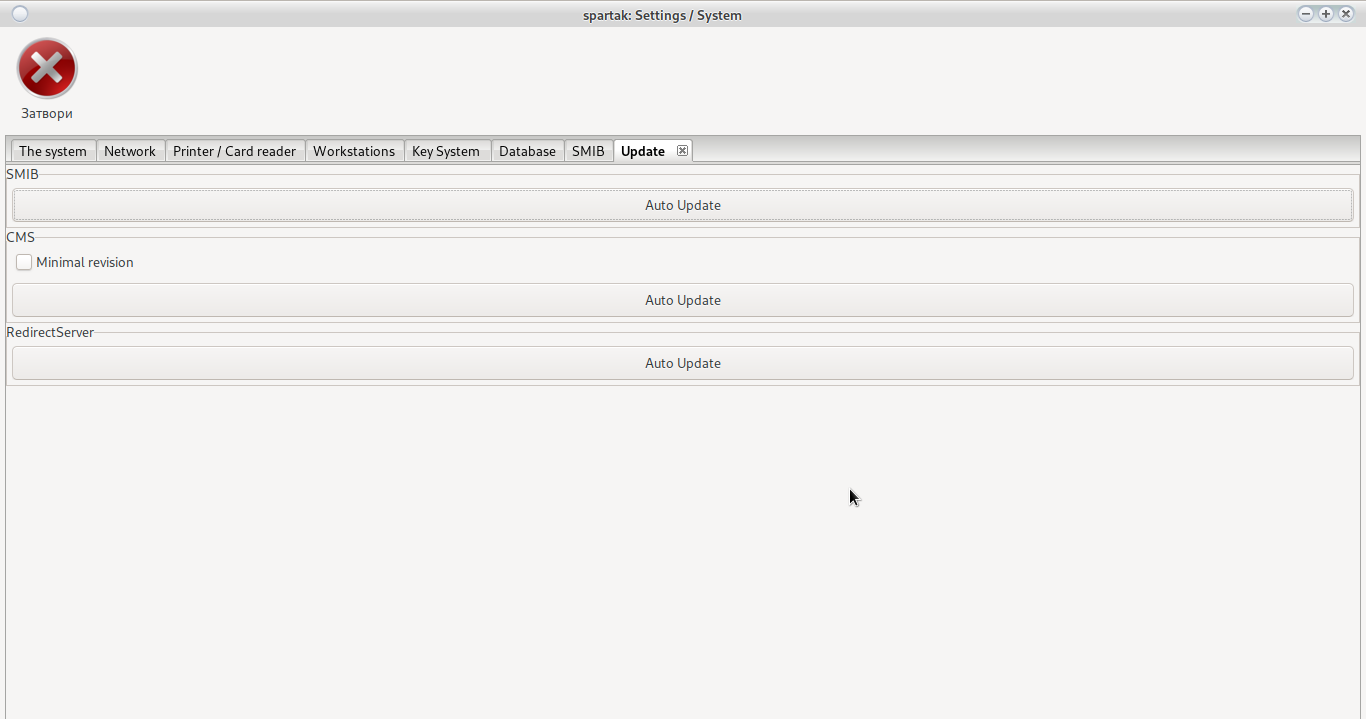 spartak: Settings / System
Затвори
The system Network Printer / Card reader Workstations Key System Database SMIB Update
SMIB
Auto Update
CMS
Minimal revision
Auto Update
RedirectServer
Auto Update